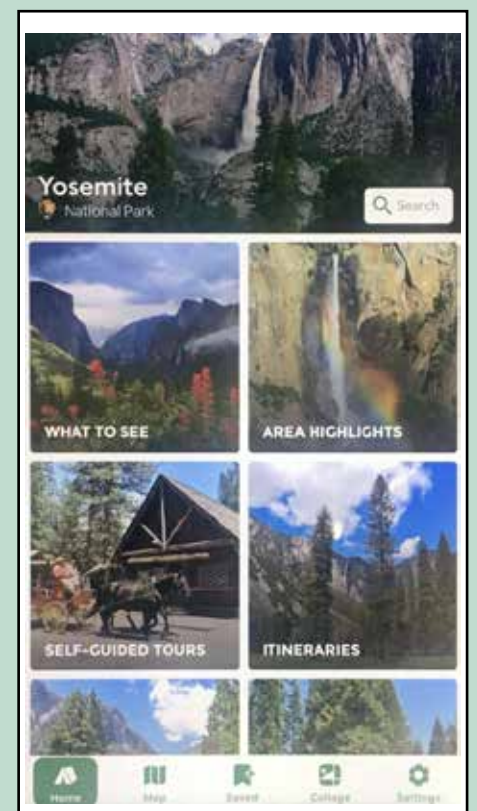 Yosemite
National Park
Search
WHAT TO SEE
AREA HIGHLIGHTS
SELF-GUIDED TOURS
ITINERARIES
Home
Map
Saved
Collage
Settings